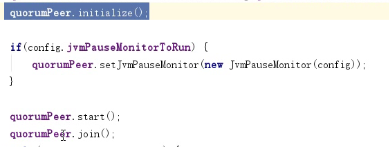 quorumPeer.initialize();
if(config.jvmPauseMonitorToRun) {
quorumPeer.setJvmPauseMonitor(new JvmPauseMonitor(config));
}
quorumPeer.start();
quorumPeer.join();